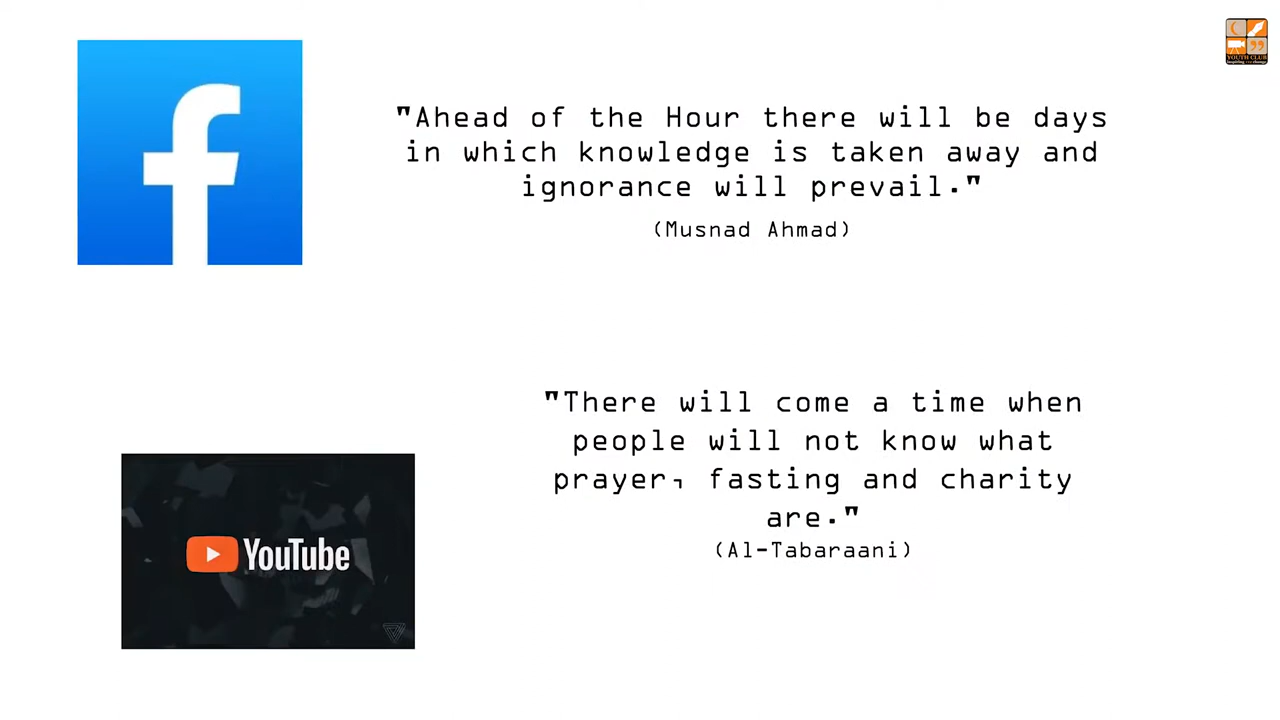 YOUTH CLUB
"Ahead of the Hour there will be days
in which knowledge is taken away and
ignorance will prevail."
(Musnad Ahmad)
"There will come a time when
people will not know what
prayer, fasting and charity
are."
(Al-Tabaraani)
YouTube